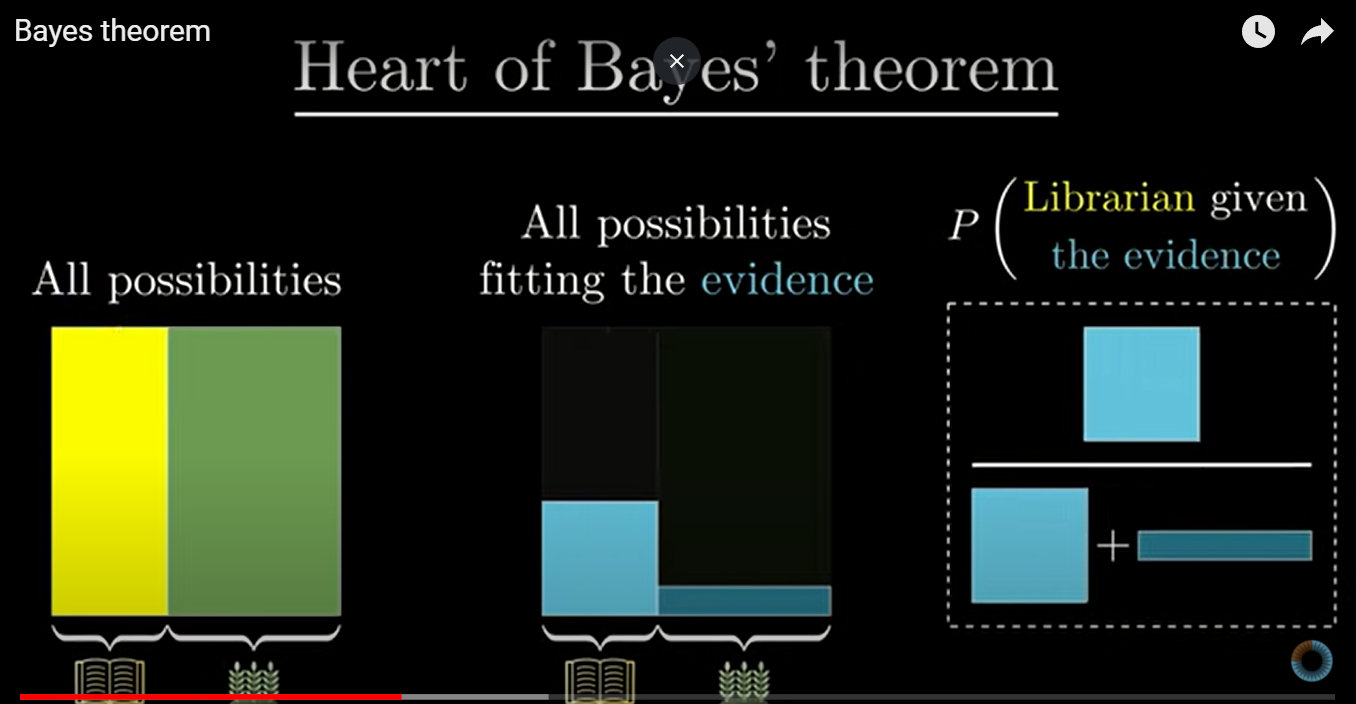 Bayes theorem
Heart of Bayes’ theorem
All possibilities
All possibilities
fitting the evidence
P (Librarian given
the evidence)
+